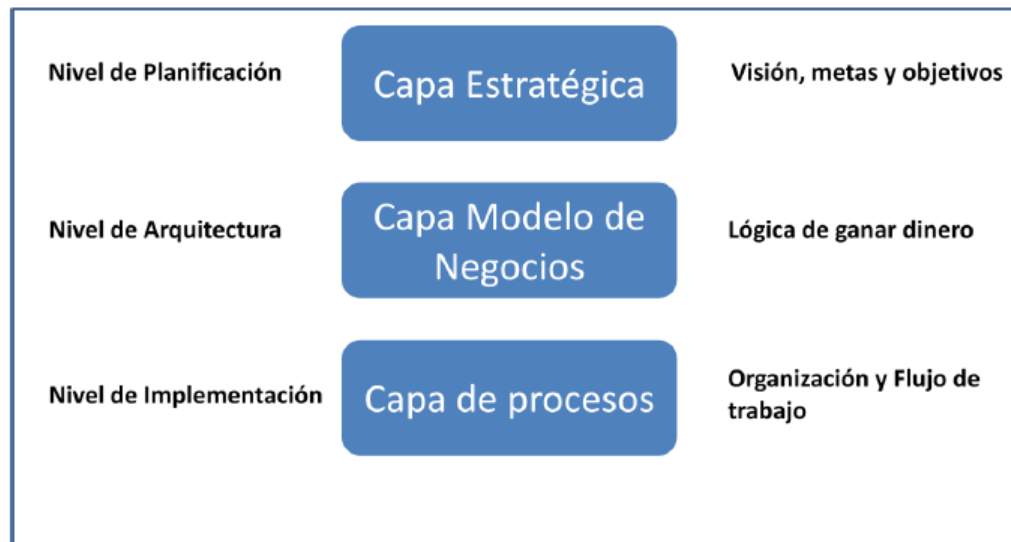 Nivel de Planificación
Capa Estratégica
Visión, metas y objetivos
Nivel de Arquitectura
Capa Modelo de
Negocios
Lógica de ganar dinero
Nivel de Implementación
Capa de procesos
Organización y Flujo de
trabajo